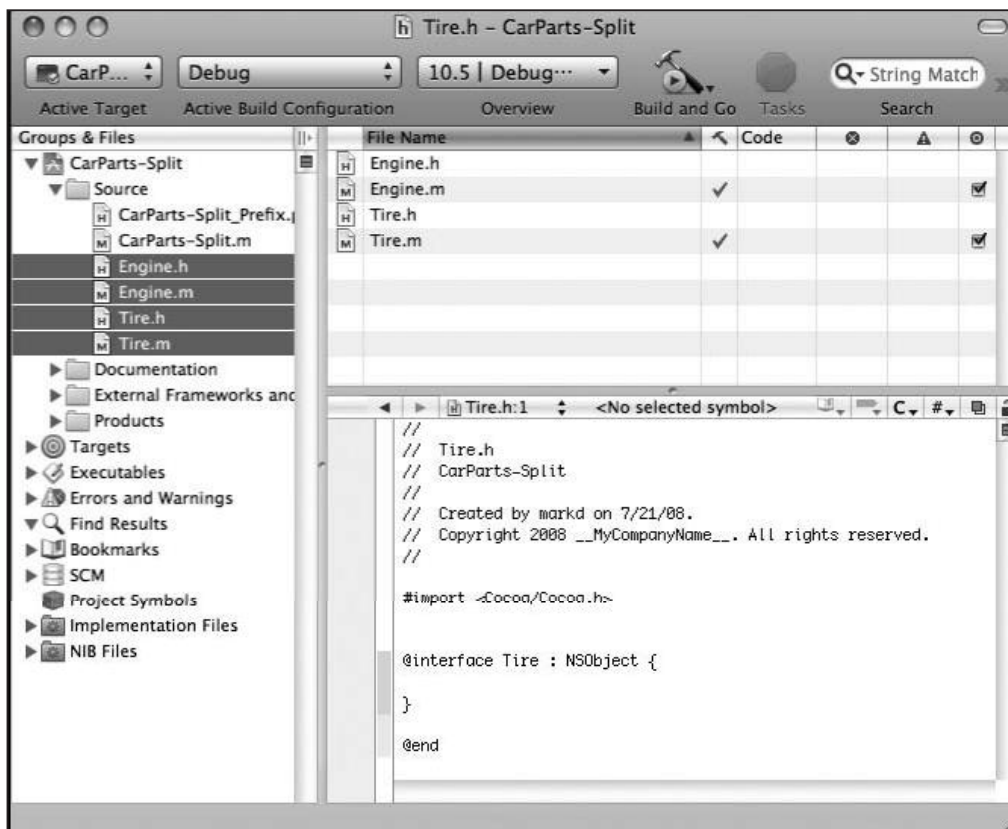 Tire.h – CarParts-Split
CarP... Debug 10.5 | Debug··· String Match
Active Target Active Build Configuration Overview Build and Go Tasks Search
Groups & Files
CarParts-Split
Source
CarParts-Split_Prefix.
CarParts-Split.m
Engine.h
Engine.m
Tire.h
Tire.m
Documentation
External Frameworks and
Products
Targets
Executables
Errors and Warnings
Find Results
Bookmarks
SCM
Project Symbols
Implementation Files
NIB Files
File Name Code
Engine.h
Engine.m
Tire.h
Tire.m
Tire.h:1 <No selected symbol> C #
//
// Tire.h
// CarParts-Split
//
// Created by markd on 7/21/08.
// Copyright 2008 __MyCompanyName__. All rights reserved.
//
#import <Cocoa/Cocoa.h>
@interface Tire : NSObject {
}
@end